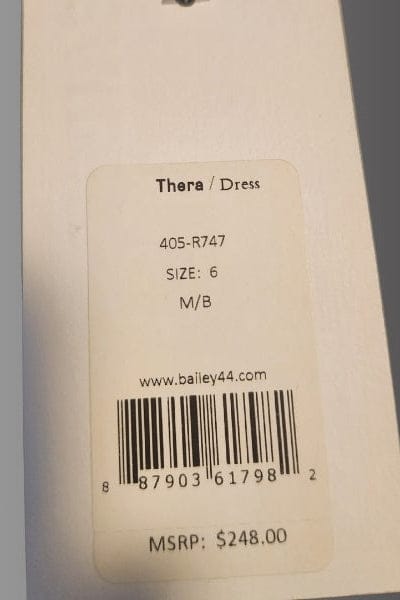 Thera / Dress
405-R747
SIZE: 6
M/B
www.bailey44.com
8 87903 61798 2
MSRP: $248.00